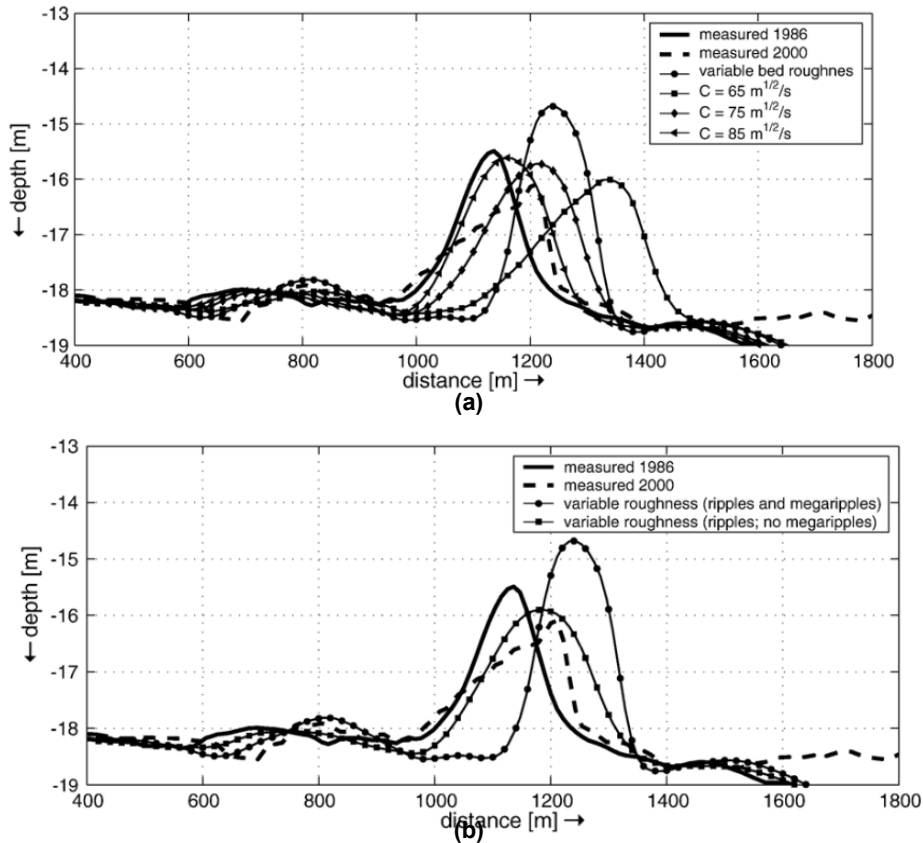 -13
-14
-15
-16
-17
-18
-19
← depth [m]
measured 1986
measured 2000
variable bed roughnes
C = 65 m^1/2/s
C = 75 m^1/2/s
C = 85 m^1/2/s
400 600 800 1000 1200 1400 1600 1800
distance [m] →
(a)
-13
-14
-15
-16
-17
-18
-19
← depth [m]
measured 1986
measured 2000
variable roughness (ripples and megaripples)
variable roughness (ripples; no megaripples)
400 600 800 1000 1200 1400 1600 1800
distance [m] →
(b)